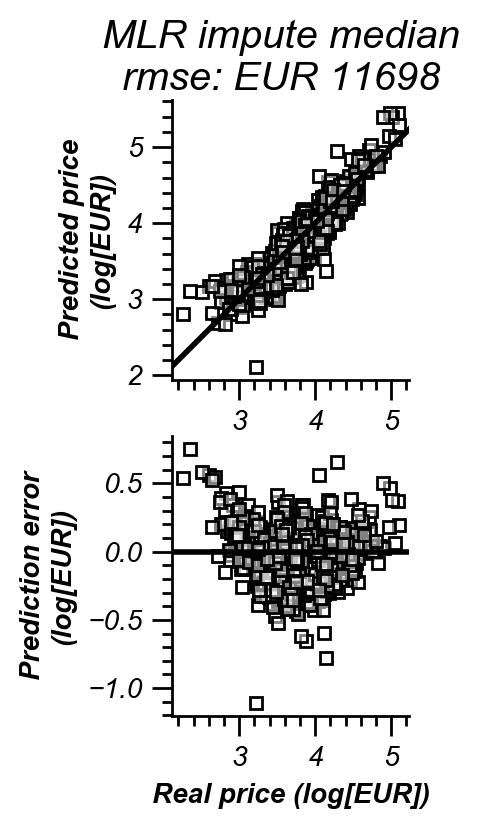 MLR impute median
rmse: EUR 11698
Predicted price
(log[EUR])
5
4
3
2
3 4 5
Prediction error
(log[EUR])
0.5
0.0
−0.5
−1.0
3 4 5
Real price (log[EUR])